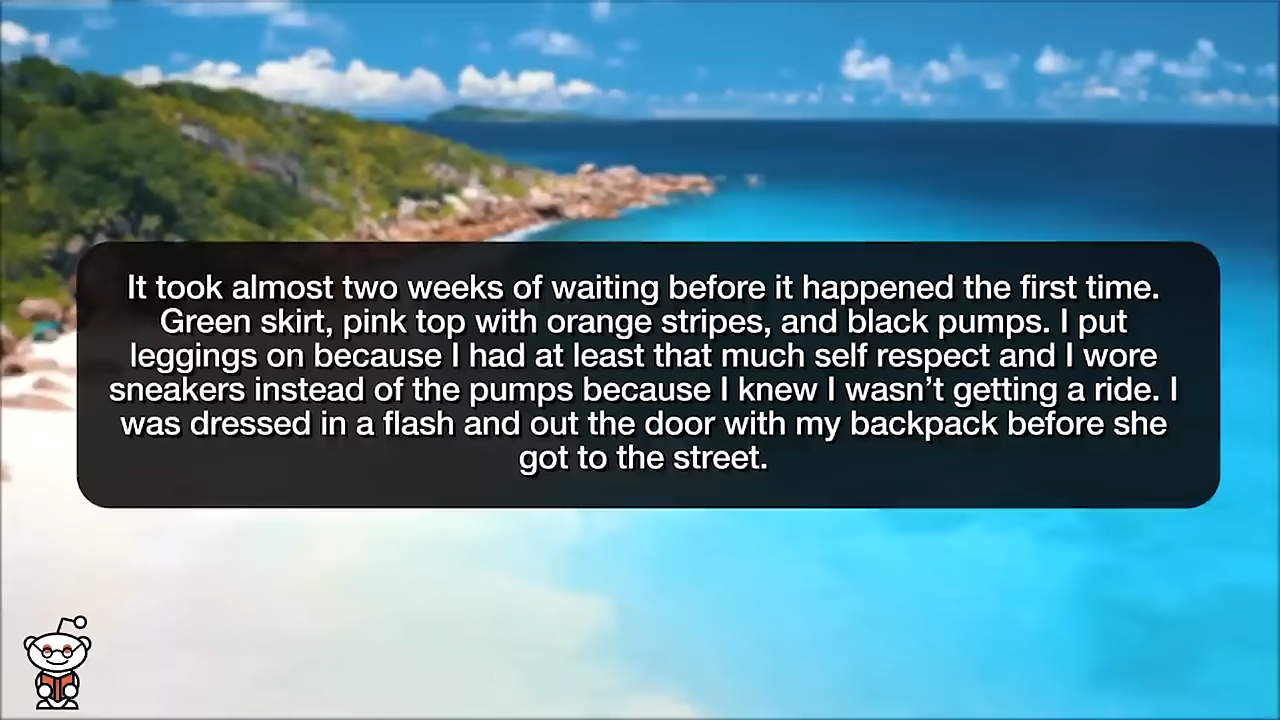 It took almost two weeks of waiting before it happened the first time.
Green skirt, pink top with orange stripes, and black pumps. I put
leggings on because I had at least that much self respect and I wore
sneakers instead of the pumps because I knew I wasn’t getting a ride. I
was dressed in a flash and out the door with my backpack before she
got to the street.